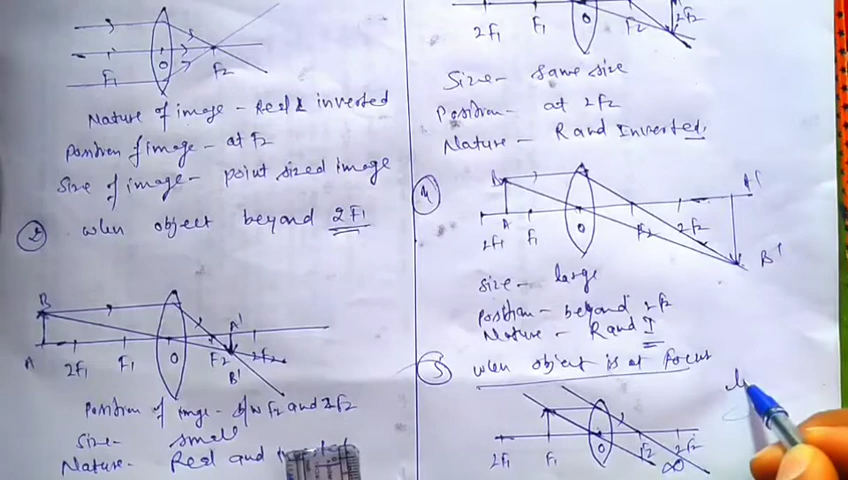 F1 O F2
Nature of image - Real & inverted
Position of image - at F2
Size of image - point sized image
② when object beyond 2F1
B
A 2F1 F1 O F2 A' 2F2
B'
Position of imge - b/w F2 and 2F2
Size - small
Nature - Real and
2F1 F1 O F2 2F2
Size - same size
Position - at 2F2
Nature - R and Inverted.
④
B A'
2F1 A F1 O F2 2F2
B'
size - large
position - beyond 2F2
Nature - R and I
⑤ when object is at focus
2F1 F1 O F2 2F2
∞